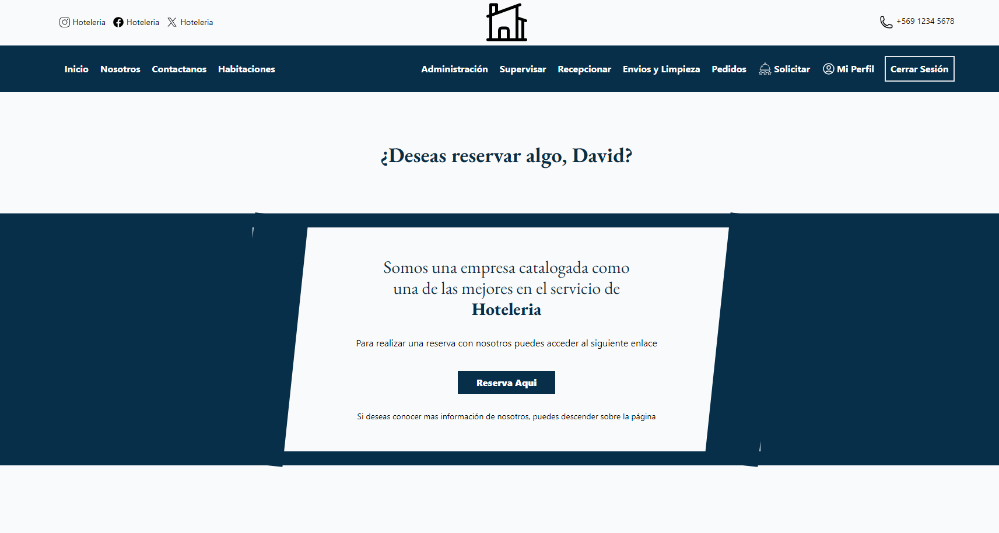 Hoteleria Hoteleria Hoteleria
+569 1234 5678
Inicio Nosotros Contactanos Habitaciones Administración Supervisar Recepcionar Envios y Limpieza Pedidos Solicitar Mi Perfil Cerrar Sesión
¿Deseas reservar algo, David?
Somos una empresa catalogada como
una de las mejores en el servicio de
Hoteleria
Para realizar una reserva con nosotros puedes acceder al siguiente enlace
Reserva Aqui
Si deseas conocer mas información de nosotros, puedes descender sobre la página